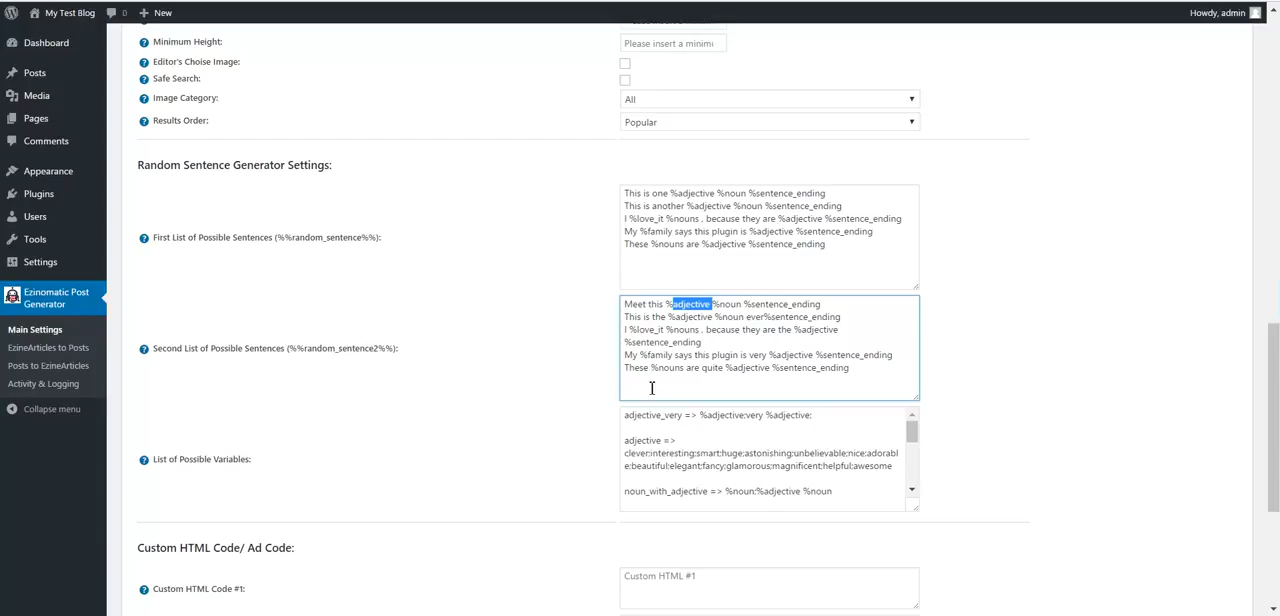 My Test Blog 0 New Howdy, admin
Dashboard
Posts
Media
Pages
Comments
Appearance
Plugins
Users
Tools
Settings
Ezinomatic Post
Generator
Main Settings
EzineArticles to Posts
Posts to EzineArticles
Activity & Logging
Collapse menu
Minimum Height:
Please insert a minimu
Editor's Choise Image:
Safe Search:
Image Category:
All
Results Order:
Popular
Random Sentence Generator Settings:
First List of Possible Sentences (%%random_sentence%%):
This is one %adjective %noun %sentence_ending
This is another %adjective %noun %sentence_ending
I %love_it %nouns , because they are %adjective %sentence_ending
My %family says this plugin is %adjective %sentence_ending
These %nouns are %adjective %sentence_ending
Second List of Possible Sentences (%%random_sentence2%%):
Meet this %adjective %noun %sentence_ending
This is the %adjective %noun ever%sentence_ending
I %love_it %nouns , because they are the %adjective
%sentence_ending
My %family says this plugin is very %adjective %sentence_ending
These %nouns are quite %adjective %sentence_ending
List of Possible Variables:
adjective_very => %adjective;very %adjective;
adjective =>
clever;interesting;smart;huge;astonishing;unbelievable;nice;adorabl
e;beautiful;elegant;fancy;glamorous;magnificent;helpful;awesome
noun_with_adjective => %noun;%adjective %noun
Custom HTML Code/ Ad Code:
Custom HTML Code #1:
Custom HTML #1